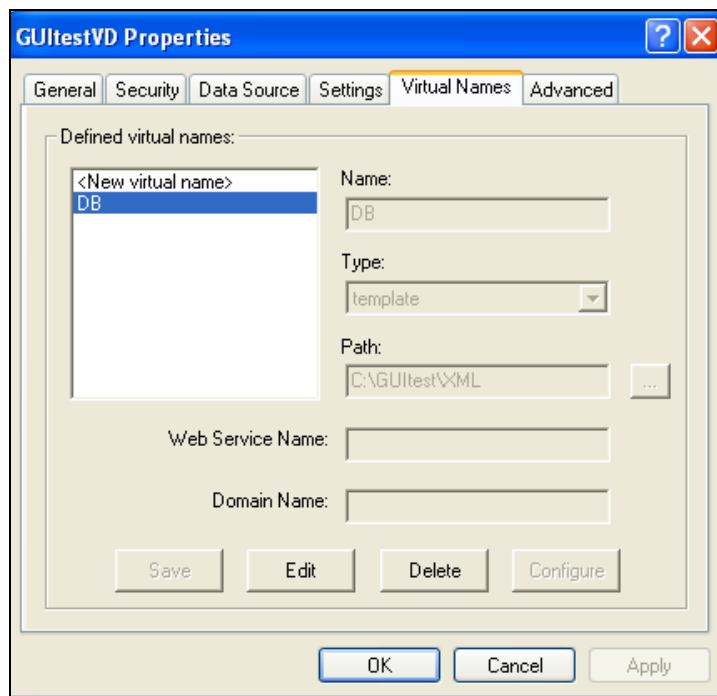 GUItestVD Properties
General Security Data Source Settings Virtual Names Advanced
Defined virtual names:
<New virtual name>
DB
Name:
DB
Type:
template
Path:
C:\GUItest\XML
...
Web Service Name:
Domain Name:
Save Edit Delete Configure
OK Cancel Apply